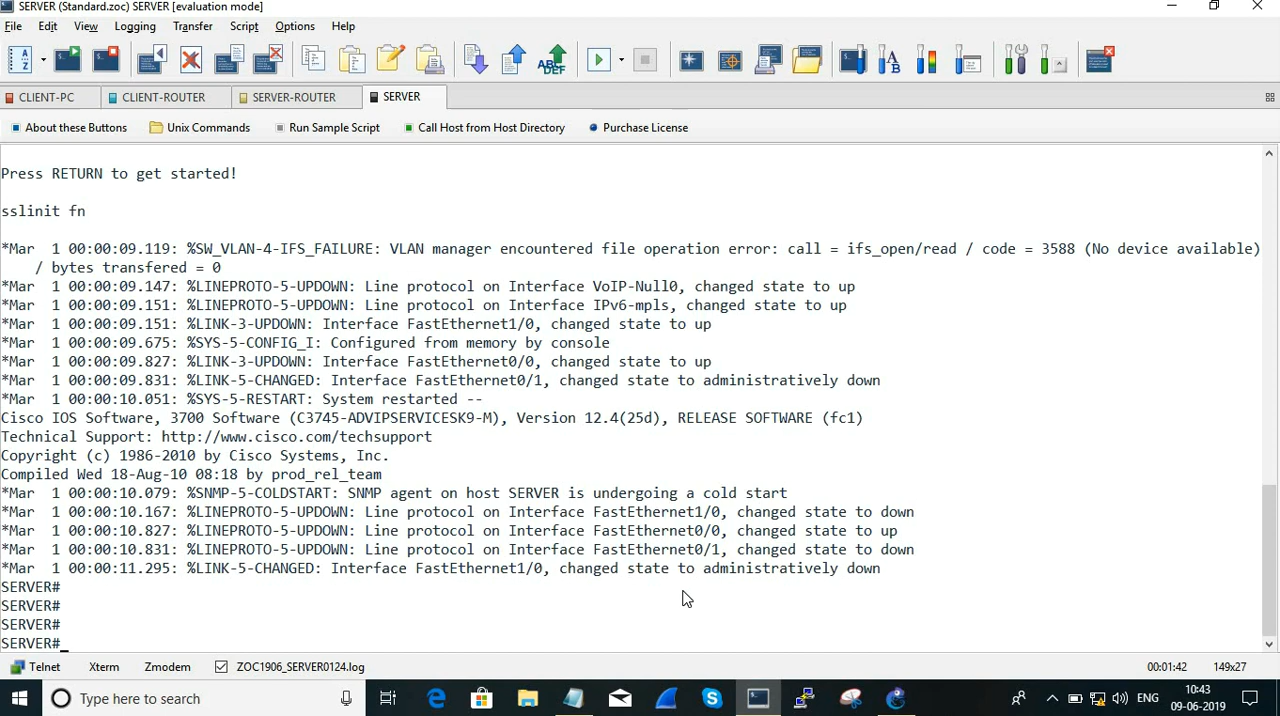 SERVER (Standard.zoc) SERVER [evaluation mode]
File Edit View Logging Transfer Script Options Help
A Z ABC DEF A
CLIENT-PC CLIENT-ROUTER SERVER-ROUTER SERVER
About these Buttons Unix Commands Run Sample Script Call Host from Host Directory Purchase License
Press RETURN to get started!
sslinit fn
*Mar  1 00:00:09.119: %SW_VLAN-4-IFS_FAILURE: VLAN manager encountered file operation error: call = ifs_open/read / code = 3588 (No device available)
/ bytes transfered = 0
*Mar  1 00:00:09.147: %LINEPROTO-5-UPDOWN: Line protocol on Interface VoIP-Null0, changed state to up
*Mar  1 00:00:09.151: %LINEPROTO-5-UPDOWN: Line protocol on Interface IPv6-mpls, changed state to up
*Mar  1 00:00:09.151: %LINK-3-UPDOWN: Interface FastEthernet1/0, changed state to up
*Mar  1 00:00:09.675: %SYS-5-CONFIG_I: Configured from memory by console
*Mar  1 00:00:09.827: %LINK-3-UPDOWN: Interface FastEthernet0/0, changed state to up
*Mar  1 00:00:09.831: %LINK-5-CHANGED: Interface FastEthernet0/1, changed state to administratively down
*Mar  1 00:00:10.051: %SYS-5-RESTART: System restarted --
Cisco IOS Software, 3700 Software (C3745-ADVIPSERVICESK9-M), Version 12.4(25d), RELEASE SOFTWARE (fc1)
Technical Support: http://www.cisco.com/techsupport
Copyright (c) 1986-2010 by Cisco Systems, Inc.
Compiled Wed 18-Aug-10 08:18 by prod_rel_team
*Mar  1 00:00:10.079: %SNMP-5-COLDSTART: SNMP agent on host SERVER is undergoing a cold start
*Mar  1 00:00:10.167: %LINEPROTO-5-UPDOWN: Line protocol on Interface FastEthernet1/0, changed state to down
*Mar  1 00:00:10.827: %LINEPROTO-5-UPDOWN: Line protocol on Interface FastEthernet0/0, changed state to up
*Mar  1 00:00:10.831: %LINEPROTO-5-UPDOWN: Line protocol on Interface FastEthernet0/1, changed state to down
*Mar  1 00:00:11.295: %LINK-5-CHANGED: Interface FastEthernet1/0, changed state to administratively down
SERVER#
SERVER#
SERVER#
SERVER#_
Telnet Xterm Zmodem ZOC1906_SERVER0124.log 00:01:42 149x27
Type here to search ENG 10:43
09-06-2019